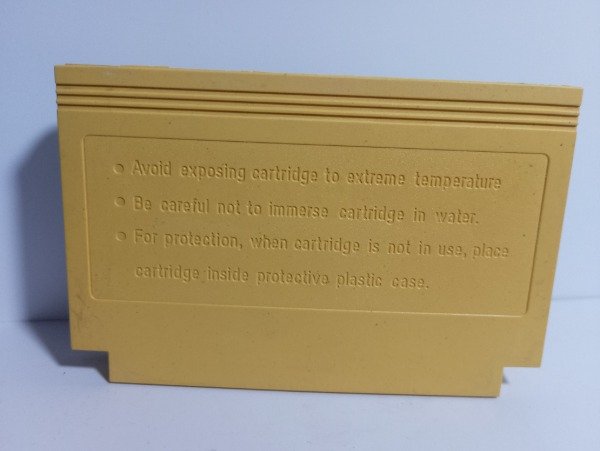 ○ Avoid exposing cartridge to extreme temperature
○ Be careful not to immerse cartridge in water.
○ For protection, when cartridge is not in use, place
cartridge inside protective plastic case.